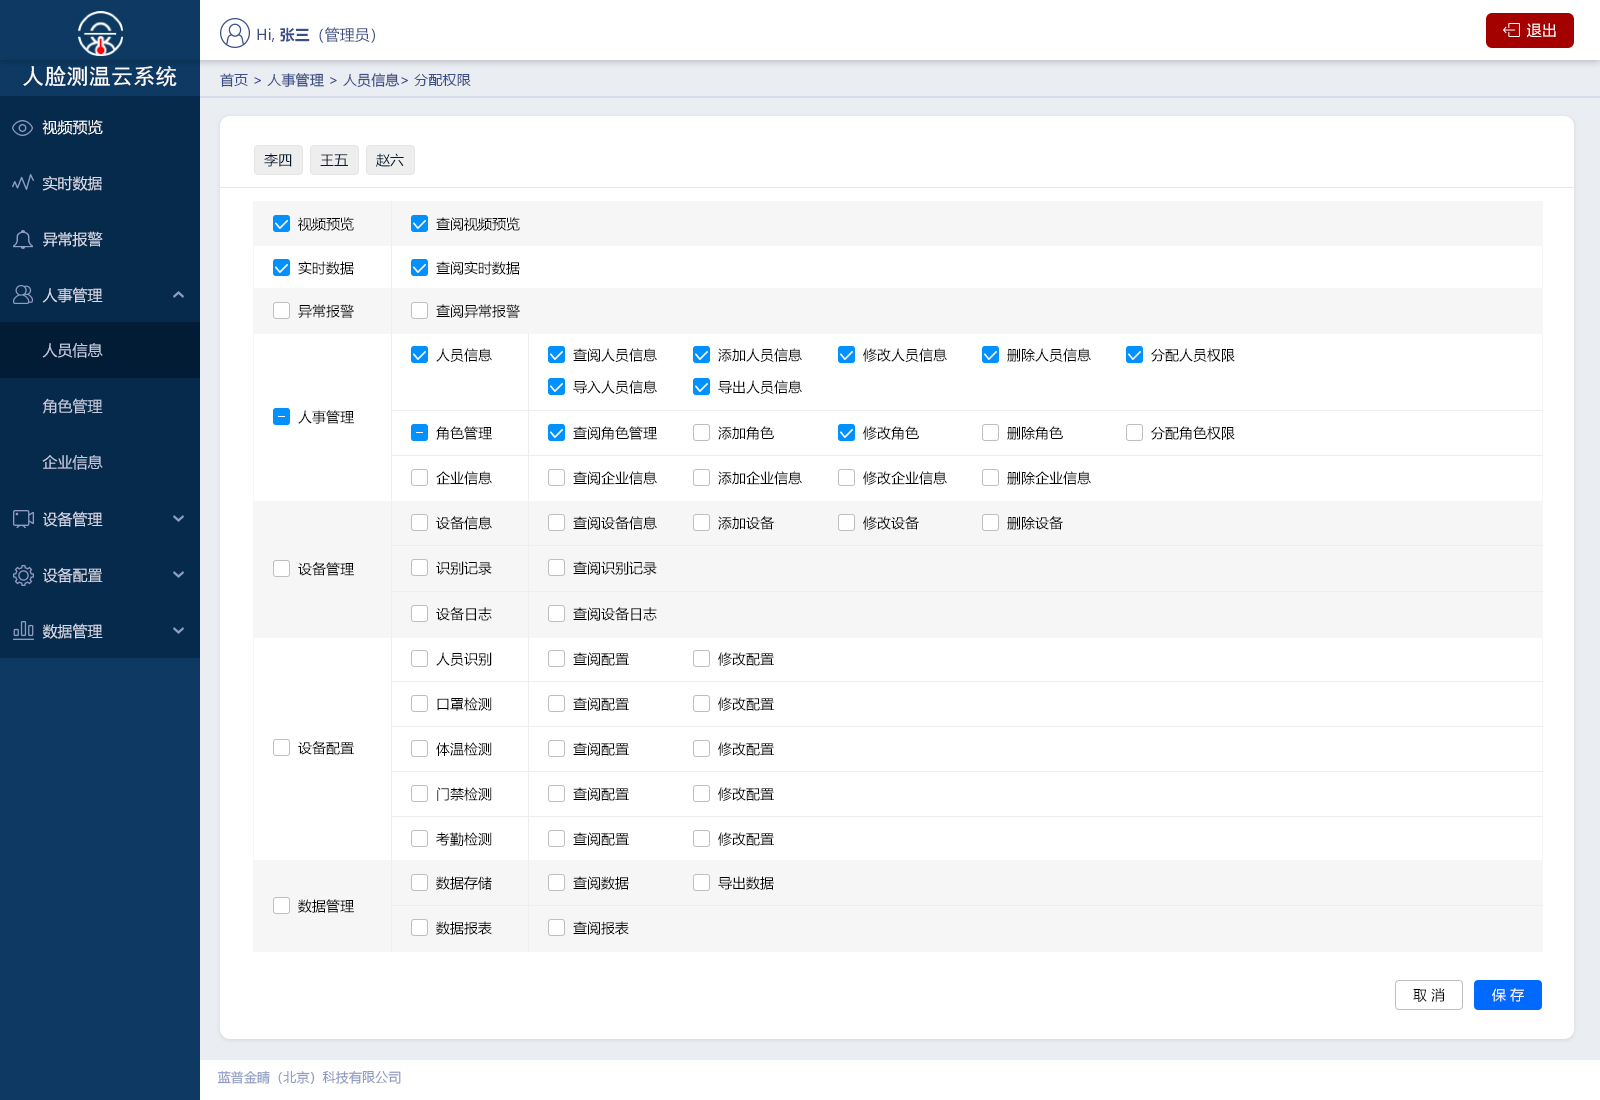 人脸测温云系统
Hi, 张三（管理员）
退出
首页 > 人事管理 > 人员信息> 分配权限
视频预览
实时数据
异常报警
人事管理
人员信息
角色管理
企业信息
设备管理
设备配置
数据管理
李四 王五 赵六
视频预览 查阅视频预览
实时数据 查阅实时数据
异常报警 查阅异常报警
人员信息 查阅人员信息 添加人员信息 修改人员信息 删除人员信息 分配人员权限
导入人员信息 导出人员信息
人事管理
角色管理 查阅角色管理 添加角色 修改角色 删除角色 分配角色权限
企业信息 查阅企业信息 添加企业信息 修改企业信息 删除企业信息
设备信息 查阅设备信息 添加设备 修改设备 删除设备
设备管理
识别记录 查阅识别记录
设备日志 查阅设备日志
人员识别 查阅配置 修改配置
口罩检测 查阅配置 修改配置
设备配置
体温检测 查阅配置 修改配置
门禁检测 查阅配置 修改配置
考勤检测 查阅配置 修改配置
数据存储 查阅数据 导出数据
数据管理
数据报表 查阅报表
取 消 保 存
蓝普金睛（北京）科技有限公司